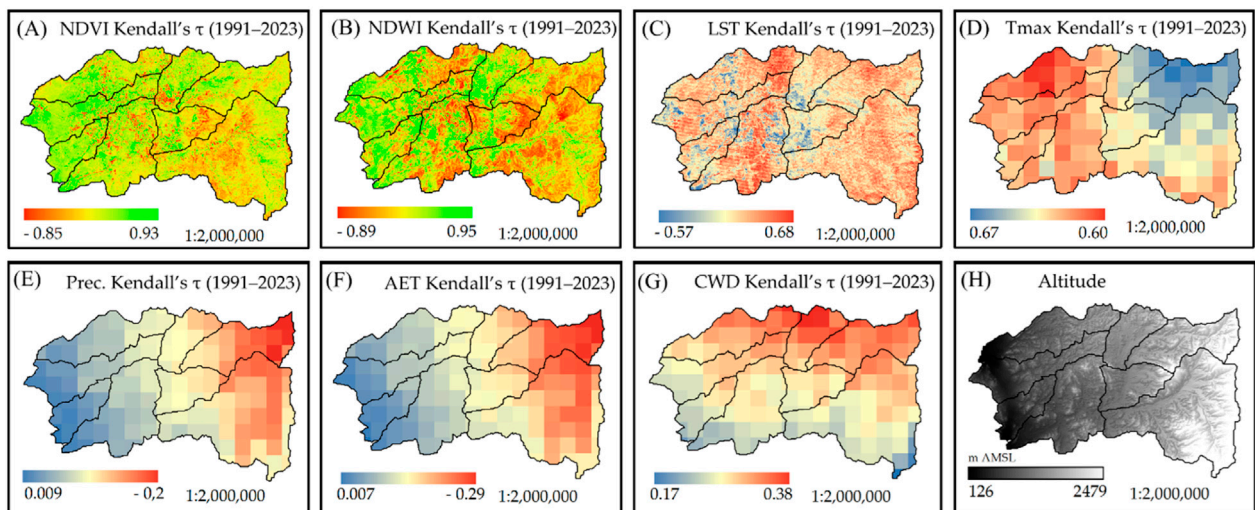 (A) NDVI Kendall's τ (1991–2023)
- 0.85 0.93 1:2,000,000
(B) NDWI Kendall's τ (1991–2023)
- 0.89 0.95 1:2,000,000
(C) LST Kendall's τ (1991–2023)
- 0.57 0.68 1:2,000,000
(D) Tmax Kendall's τ (1991–2023)
0.67 0.60 1:2,000,000
(E) Prec. Kendall's τ (1991–2023)
0.009 - 0,2 1:2,000,000
(F) AET Kendall's τ (1991–2023)
0.007 - 0.29 1:2,000,000
(G) CWD Kendall's τ (1991–2023)
0.17 0.38 1:2,000,000
(H) Altitude
m AMSL
126 2479 1:2,000,000